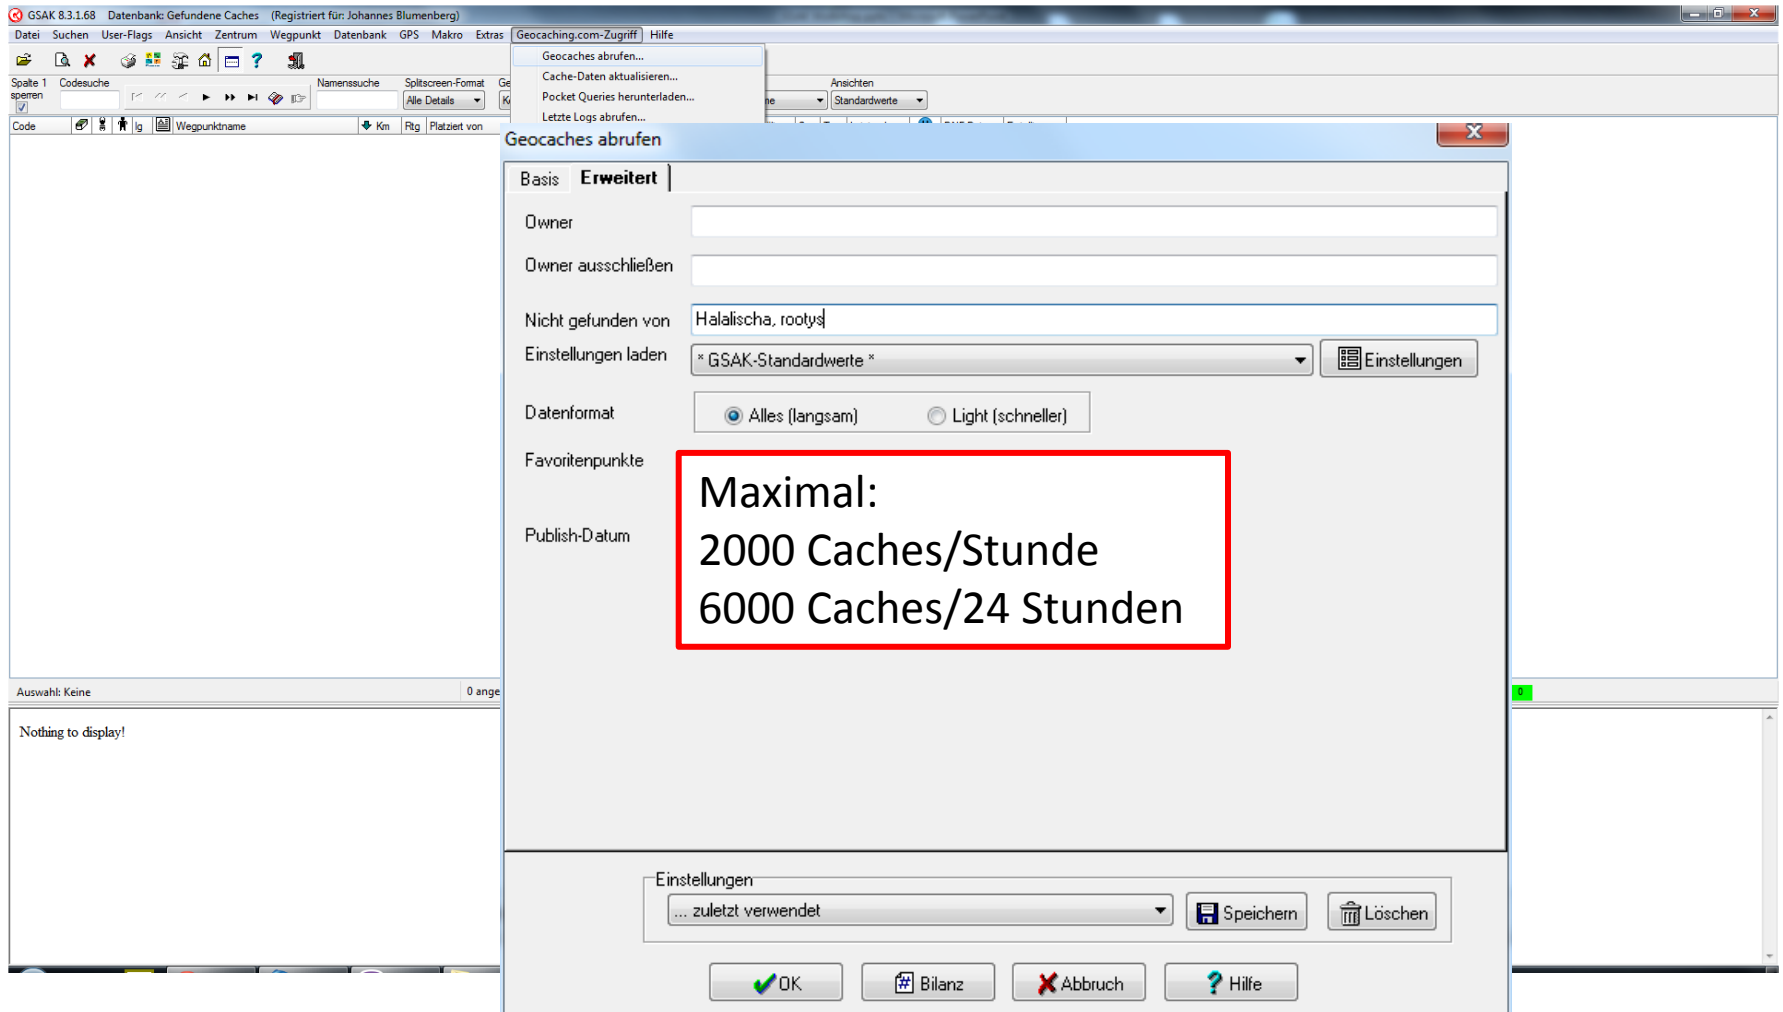 GSAK 8.3.1.68 Datenbank: Gefundene Caches (Registriert für: Johannes Blumenberg)
Datei Suchen User-Flags Ansicht Zentrum Wegpunkt Datenbank GPS Makro Extras Geocaching.com-Zugriff Hilfe
Geocaches abrufen...
Cache-Daten aktualisieren...
Pocket Queries herunterladen...
Letzte Logs abrufen...
Spalte 1 sperren
Codesuche
Namenssuche
Splitscreen-Format
Alle Details
Ansichten
Standardwerte
Code lg Wegpunktname Km Rtg Platziert von
Geocaches abrufen
Basis Erweitert
Owner
Owner ausschließen
Nicht gefunden von Halalischa, rootys
Einstellungen laden * GSAK-Standardwerte * Einstellungen
Datenformat Alles (langsam) Light (schneller)
Favoritenpunkte
Publish-Datum
Maximal:
2000 Caches/Stunde
6000 Caches/24 Stunden
Auswahl: Keine 0 ange 0
Nothing to display!
Einstellungen
... zuletzt verwendet Speichern Löschen
OK Bilanz Abbruch Hilfe